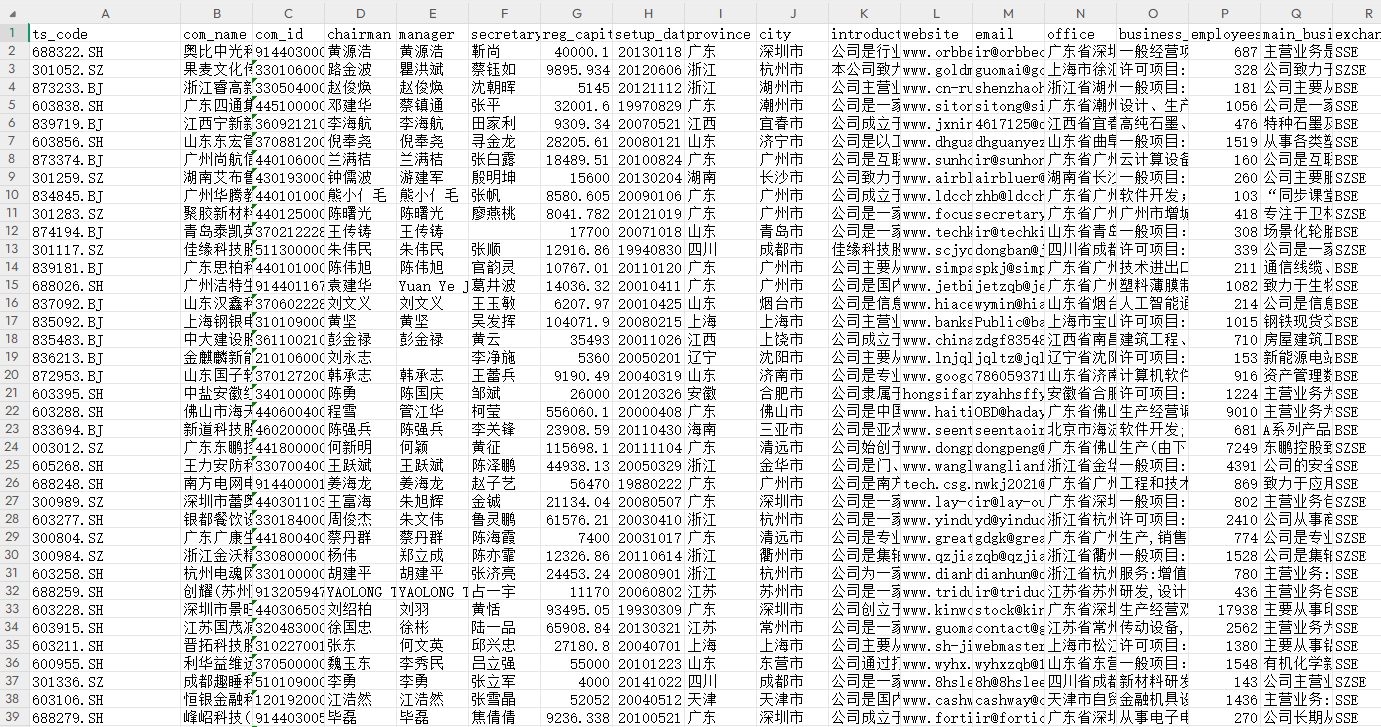 A B C D E F G H I J K L M N O P Q R
1 ts_code com_name com_id chairman manager secretary reg_capit setup_dat province city introduct website email office business_ employees main_busi exchan
2 688322.SH 奥比中光科 914403000 黄源浩 黄源浩 靳尚 40000.1 20130118 广东 深圳市 公司是行业 www.orbbe ir@orbbec 广东省深圳 一般经营项 687 主营业务是 SSE
3 301052.SZ 果麦文化传 330106000 路金波 瞿洪斌 蔡钰如 9895.934 20120606 浙江 杭州市 本公司致力 www.goldm guomai@go 上海市徐汇 许可项目: 328 公司致力于 SZSE
4 873233.BJ 浙江睿高新 330504000 赵俊焕 赵俊焕 沈朝晖 5145 20121112 浙江 湖州市 公司主营业 www.cn-ru shenzhaoh 浙江省湖州 一般项目: 181 公司主要从 BSE
5 603838.SH 广东四通集 445100000 邓建华 蔡镇通 张平 32001.6 19970829 广东 潮州市 公司是一家 www.sitor sitong@si 广东省潮州 设计、生产 1056 公司是一家 SSE
6 839719.BJ 江西宁新新 360921210 李海航 李海航 田家利 9309.34 20070521 江西 宜春市 公司成立于 www.jxnin 4617125@q 江西省宜春 高纯石墨、 476 特种石墨及 BSE
7 603856.SH 山东东宏管 370881200 倪奉尧 倪奉尧 寻金龙 28205.61 20080121 山东 济宁市 公司是以工 www.dhgua dhguanyez 山东省曲阜 一般项目: 1519 从事各类塑 SSE
8 873374.BJ 广州尚航信 440106000 兰满桔 兰满桔 张白露 18489.51 20100824 广东 广州市 公司是互联 www.sunho ir@sunhon 广东省广州 云计算设备 160 公司是互联 BSE
9 301259.SZ 湖南艾布鲁 430193000 钟儒波 游建军 殷明坤 15600 20130204 湖南 长沙市 公司致力于 www.airbl airbluer@ 湖南省长沙 一般项目: 260 公司主要服 SZSE
10 834845.BJ 广州华腾教 440101000 熊小亻毛 熊小亻毛 张帆 8580.605 20090106 广东 广州市 公司成立于 www.ldcch zhb@ldcch 广东省广州 软件开发; 103 “同步课堂 BSE
11 301283.SZ 聚胶新材料 440125000 陈曙光 陈曙光 廖燕桃 8041.782 20121019 广东 广州市 公司是一家 www.focus secretary 广东省广州 广州市增城 418 专注于卫材 SZSE
12 874194.BJ 青岛泰凯英 370212228 王传铸 王传铸 17700 20071018 山东 青岛市 公司是一家 www.techk ir@techki 山东省青岛 一般项目: 308 场景化轮胎 BSE
13 301117.SZ 佳缘科技股 511300000 朱伟民 朱伟民 张顺 12916.86 19940830 四川 成都市 佳缘科技股 www.scjyc dongban@j 四川省成都 许可项目: 339 公司是一家 SZSE
14 839181.BJ 广东思柏科 440101000 陈伟旭 陈伟旭 官韵灵 10767.01 20110120 广东 广州市 公司主要从 www.simps spkj@simp 广东省广州 技术进出口 211 通信线缆、 BSE
15 688026.SH 广州洁特生 914401167 袁建华 Yuan Ye J 葛井波 14036.32 20010411 广东 广州市 公司是国内 www.jetbi jetzqb@je 广东省广州 塑料薄膜制 1082 致力于生物 SSE
16 837092.BJ 山东汉鑫科 370602228 刘文义 刘文义 王玉敏 6207.97 20010425 山东 烟台市 公司是信息 www.hiace wymin@hia 山东省烟台 人工智能通 214 公司是信息 BSE
17 835092.BJ 上海钢银电 310109000 黄坚 黄坚 吴发挥 104071.9 20080215 上海 上海市 公司主营业 www.banks Public@ba 上海市宝山 许可项目: 1015 钢铁现货交 BSE
18 835483.BJ 中大建设股 361100210 彭金禄 彭金禄 黄云 35493 20011026 江西 上饶市 公司成立于 www.china zdgf83548 江西省南昌 建筑工程、 710 房屋建筑工 BSE
19 836213.BJ 金麒麟新能 210106000 刘永志 李净施 5360 20050201 辽宁 沈阳市 公司主要从 www.lnjql jqltz@jql 辽宁省沈阳 许可项目: 153 新能源电站 BSE
20 872953.BJ 山东国子软 370127200 韩承志 韩承志 王蕾兵 9190.49 20040319 山东 济南市 公司是专业 www.googo 786059371 山东省济南 计算机软件 916 资产管理类 BSE
21 603395.SH 中盐安徽红 340100000 陈勇 陈国庆 邹斌 26000 20120326 安徽 合肥市 公司隶属于 hongsifan zyahhsffy 安徽省合肥 许可项目: 1224 主营业务为 SSE
22 603288.SH 佛山市海天 440600400 程雪 管江华 柯莹 556060.1 20000408 广东 佛山市 公司是中国 www.haiti OBD@haday 广东省佛山 生产经营调 9010 主营业务为 SSE
23 833694.BJ 新道科技股 460200000 陈强兵 陈强兵 李关锋 23908.59 20110430 海南 三亚市 公司是亚太 www.seent seentaoir 北京市海淀 软件开发; 681 A系列产品 BSE
24 003012.SZ 广东东鹏控 441800000 何新明 何颖 黄征 115698.1 20111104 广东 清远市 公司始创于 www.dongp dongpeng@ 广东省佛山 生产(由下 7249 东鹏控股致 SZSE
25 605268.SH 王力安防科 330700400 王跃斌 王跃斌 陈泽鹏 44938.13 20050329 浙江 金华市 公司是门、 www.wangl wanglianf 浙江省金华 一般项目: 4391 公司的安全 SSE
26 688248.SH 南方电网电 914400001 姜海龙 姜海龙 赵子艺 56470 19880222 广东 广州市 公司是一家 tech.csg. nwkj2021@ 广东省广州 工程和技术 869 致力于应用 SSE
27 300989.SZ 深圳市蕾奥 440301103 王富海 朱旭辉 金铖 21134.04 20080507 广东 深圳市 公司是一家 www.lay-o ir@lay-ou 广东省深圳 一般项目: 802 主营业务包 SZSE
28 603277.SH 银都餐饮设 330184000 周俊杰 朱文伟 鲁灵鹏 61576.21 20030410 浙江 杭州市 公司是一家 www.yindu yd@yinduc 浙江省杭州 许可项目: 2410 公司从事商 SSE
29 300804.SZ 广东广康生 441800400 蔡丹群 蔡丹群 陈海霞 7400 20031017 广东 清远市 公司是一家 www.great gdgk@grea 广东省广州 生产,销售 774 公司是专业 SZSE
30 300984.SZ 浙江金沃精 330800000 杨伟 郑立成 陈亦霏 12326.86 20110614 浙江 衢州市 公司是集轴 www.qzjia zqb@qzjia 浙江省衢州 一般项目: 1528 公司是集轴 SZSE
31 603258.SH 杭州电魂网 330100000 胡建平 胡建平 张济亮 24453.24 20080901 浙江 杭州市 公司为一家 www.dianh dianhun@d 浙江省杭州 服务:增值 780 主营业务: SSE
32 688259.SH 创耀(苏州 913205947 YAOLONG T YAOLONG T 占一宇 11170 20060802 江苏 苏州市 公司是一家 www.tridu ir@triduc 江苏省苏州 研发,设计 436 主营业务包 SSE
33 603228.SH 深圳市景旺 440306503 刘绍柏 刘羽 黄恬 93495.05 19930309 广东 深圳市 公司创立于 www.kinwo stock@kin 广东省深圳 生产经营双 17938 主要从事印 SSE
34 603915.SH 江苏国茂减 320483000 徐国忠 徐彬 陆一品 65908.84 20130321 江苏 常州市 公司是一家 www.guoma contact@g 江苏省常州 传动设备, 2562 主营业务为 SSE
35 603211.SH 晋拓科技股 310227001 张东 何文英 邱兴忠 27180.8 20040701 上海 上海市 公司主要从 www.sh-ji webmaster 上海市松江 许可项目: 1380 主要从事铝 SSE
36 600955.SH 利华益维远 370500000 魏玉东 李秀民 吕立强 55000 20101223 山东 东营市 公司通过打 www.wyhx. wyhxzqb@1 山东省东营 一般项目: 1548 有机化学新 SSE
37 301336.SZ 成都趣睡科 510109000 李勇 李勇 张立军 4000 20141022 四川 成都市 公司成立于 www.8hsle 8h@8hslee 四川省成都 新材料研发 143 公司主营业 SZSE
38 603106.SH 恒银金融科 120192000 江浩然 江浩然 张雪晶 52052 20040512 天津 天津市 公司是国内 www.cashw cashway@c 天津市自贸 金融机具设 1436 主营业务: SSE
39 688279.SH 峰岹科技( 914403005 毕磊 毕磊 焦倩倩 9236.338 20100521 广东 深圳市 公司成立于 www.forti ir@fortic 广东省深圳 从事电子电 270 公司长期从 SSE